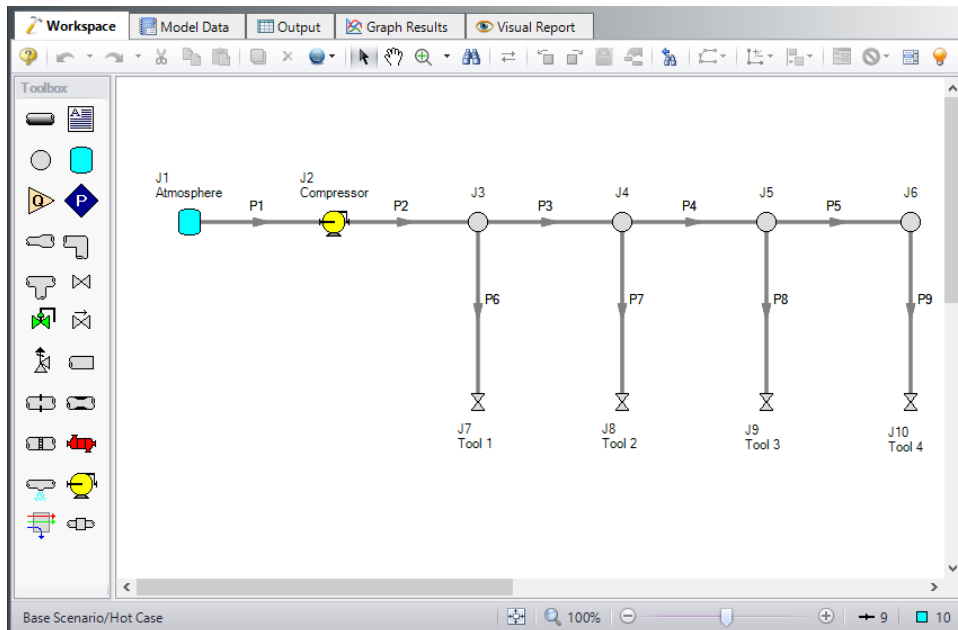 Workspace Model Data Output Graph Results Visual Report
Toolbox
A
Q P
J1
Atmosphere
J2
Compressor
J3 J4 J5 J6
P1 P2 P3 P4 P5
P6 P7 P8 P9
J7
Tool 1
J8
Tool 2
J9
Tool 3
J10
Tool 4
Base Scenario/Hot Case 100% 9 10